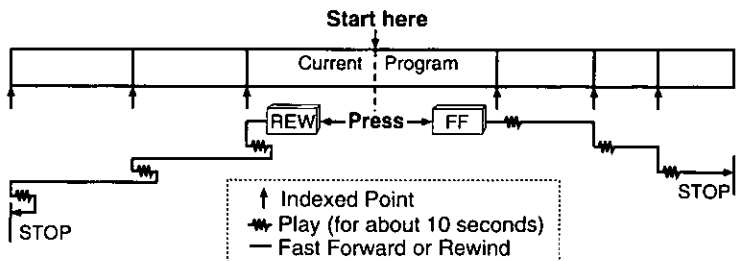 Start here
Current Program
REW Press FF
STOP
STOP
Indexed Point
Play (for about 10 seconds)
Fast Forward or Rewind